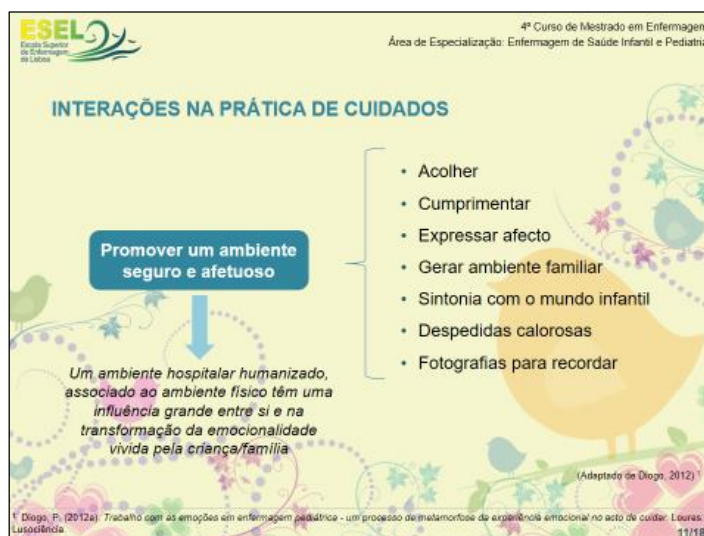 ESEL
Escola Superior
de Enfermagem
de Lisboa
4º Curso de Mestrado em Enfermagem
Área de Especialização: Enfermagem de Saúde Infantil e Pediatria
INTERAÇÕES NA PRÁTICA DE CUIDADOS
Promover um ambiente
seguro e afetuoso
Um ambiente hospitalar humanizado,
associado ao ambiente físico têm uma
influência grande entre si e na
transformação da emocionalidade
vivida pela criança/família
• Acolher
• Cumprimentar
• Expressar afecto
• Gerar ambiente familiar
• Sintonia com o mundo infantil
• Despedidas calorosas
• Fotografias para recordar
(Adaptado de Diogo, 2012) 1
1 Diogo, P. (2012a). Trabalho com as emoções em enfermagem pediátrica - um processo de metamorfose da experiência emocional no acto de cuidar. Loures:
Lusociência.
11/18